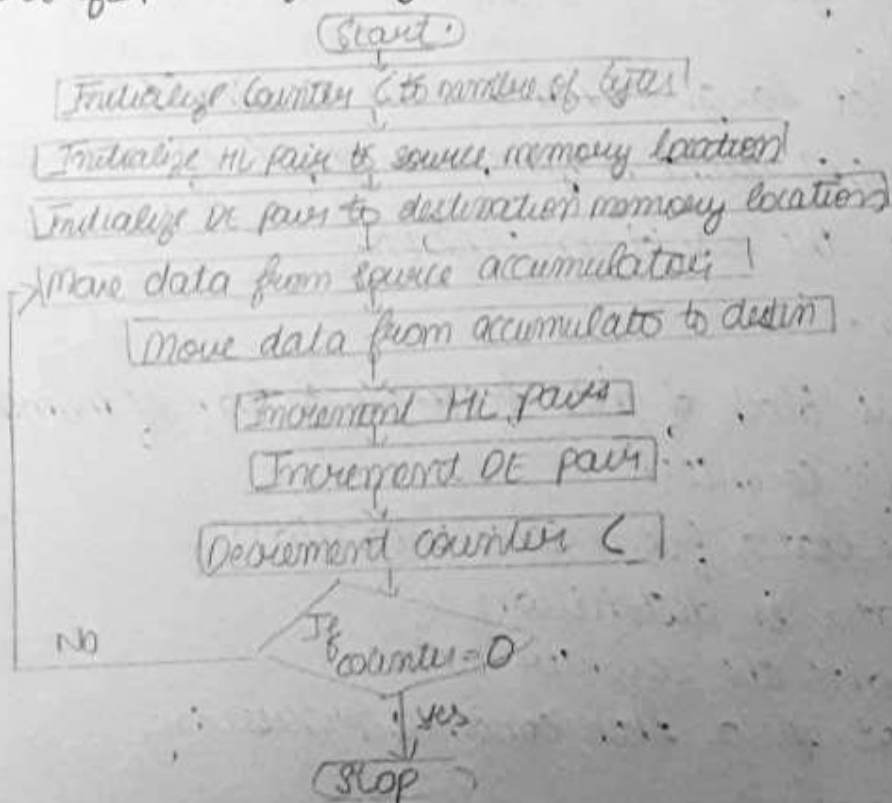 Start
Initialize Counter C to number of bytes
Initialize HL pair to source memory location
Initialize DE pair to destination memory location
Move data from source accumulator
Move data from accumulato to destin
Increment HL pair
Increment DE pair
Decrement counter C
If
counter=0
No
yes
Stop